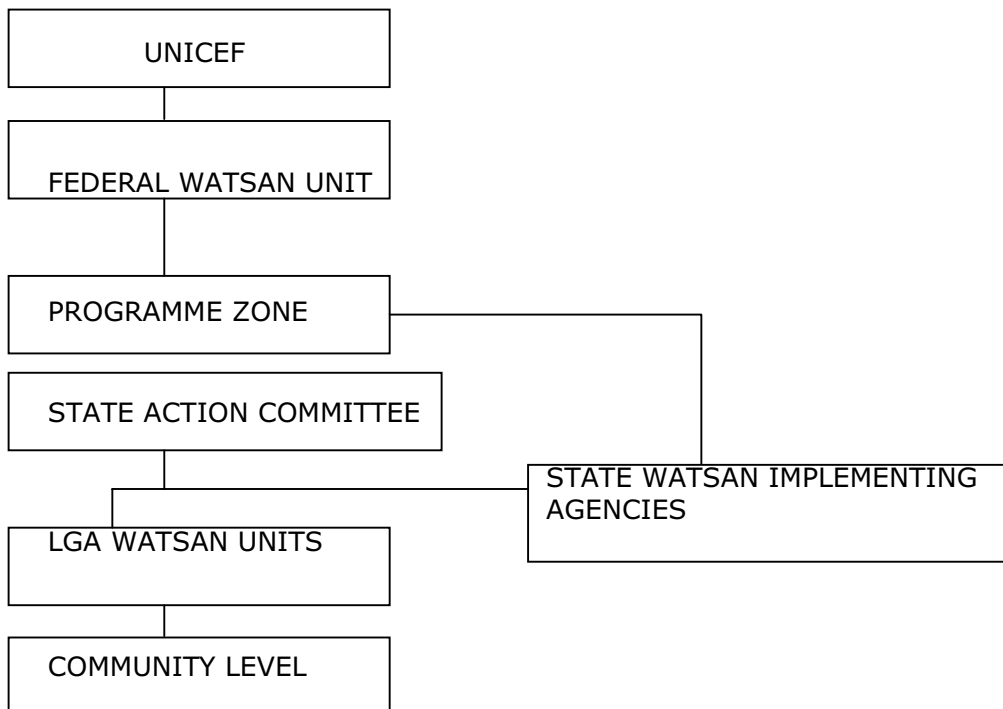 UNICEF
FEDERAL WATSAN UNIT
PROGRAMME ZONE
STATE ACTION COMMITTEE
STATE WATSAN IMPLEMENTING
AGENCIES
LGA WATSAN UNITS
COMMUNITY LEVEL